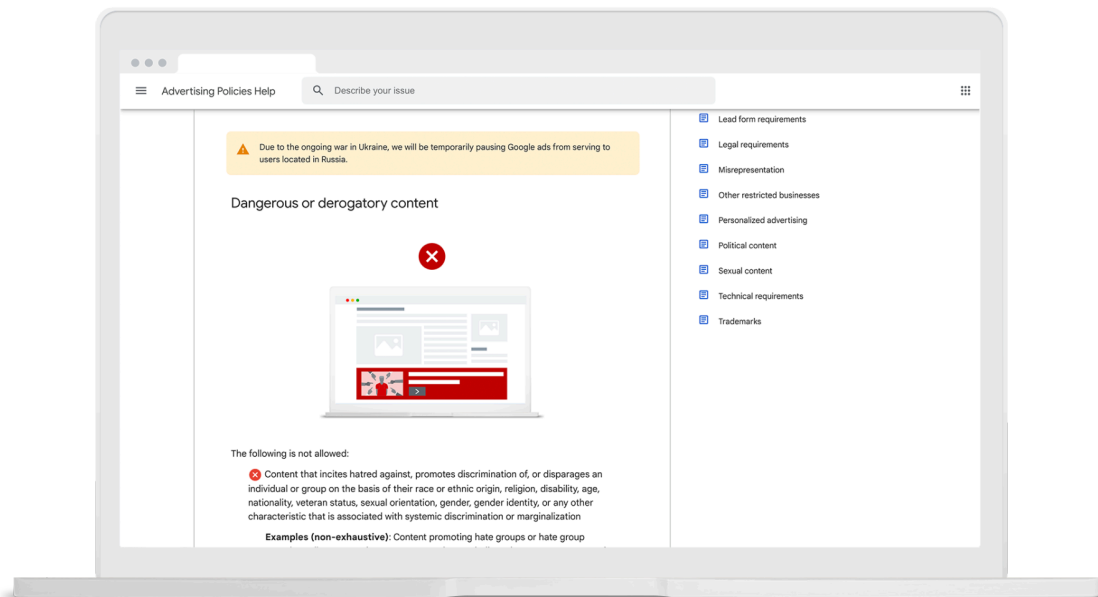 Advertising Policies Help
Describe your issue
Due to the ongoing war in Ukraine, we will be temporarily pausing Google ads from serving to
users located in Russia.
Dangerous or derogatory content
The following is not allowed:
Content that incites hatred against, promotes discrimination of, or disparages an
individual or group on the basis of their race or ethnic origin, religion, disability, age,
nationality, veteran status, sexual orientation, gender, gender identity, or any other
characteristic that is associated with systemic discrimination or marginalization
Examples (non-exhaustive): Content promoting hate groups or hate group
Lead form requirements
Legal requirements
Misrepresentation
Other restricted businesses
Personalized advertising
Political content
Sexual content
Technical requirements
Trademarks